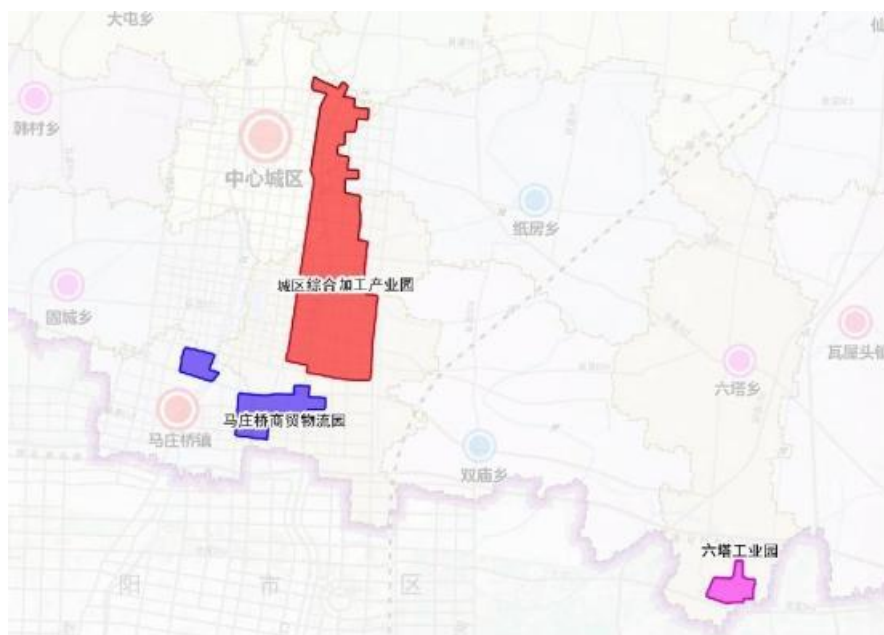 大屯乡
仙
韩村乡
中心城区
纸房乡
城区综合加工产业园
固城乡
瓦屋头镇
六塔乡
马庄桥商贸物流园
马庄桥镇
双庙乡
六塔工业园
阳 市 区